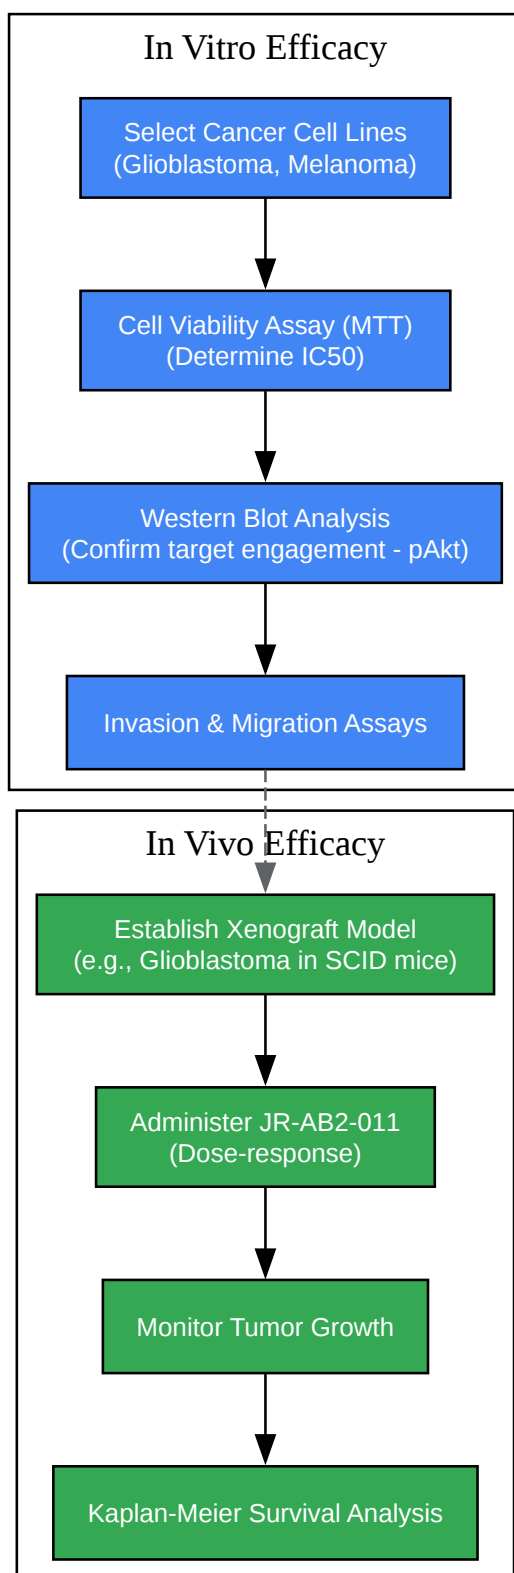 In Vitro Efficacy
Select Cancer Cell Lines
(Glioblastoma, Melanoma)
Cell Viability Assay (MTT)
(Determine IC50)
Western Blot Analysis
(Confirm target engagement - pAkt)
Invasion & Migration Assays
In Vivo Efficacy
Establish Xenograft Model
(e.g., Glioblastoma in SCID mice)
Administer JR-AB2-011
(Dose-response)
Monitor Tumor Growth
Kaplan-Meier Survival Analysis